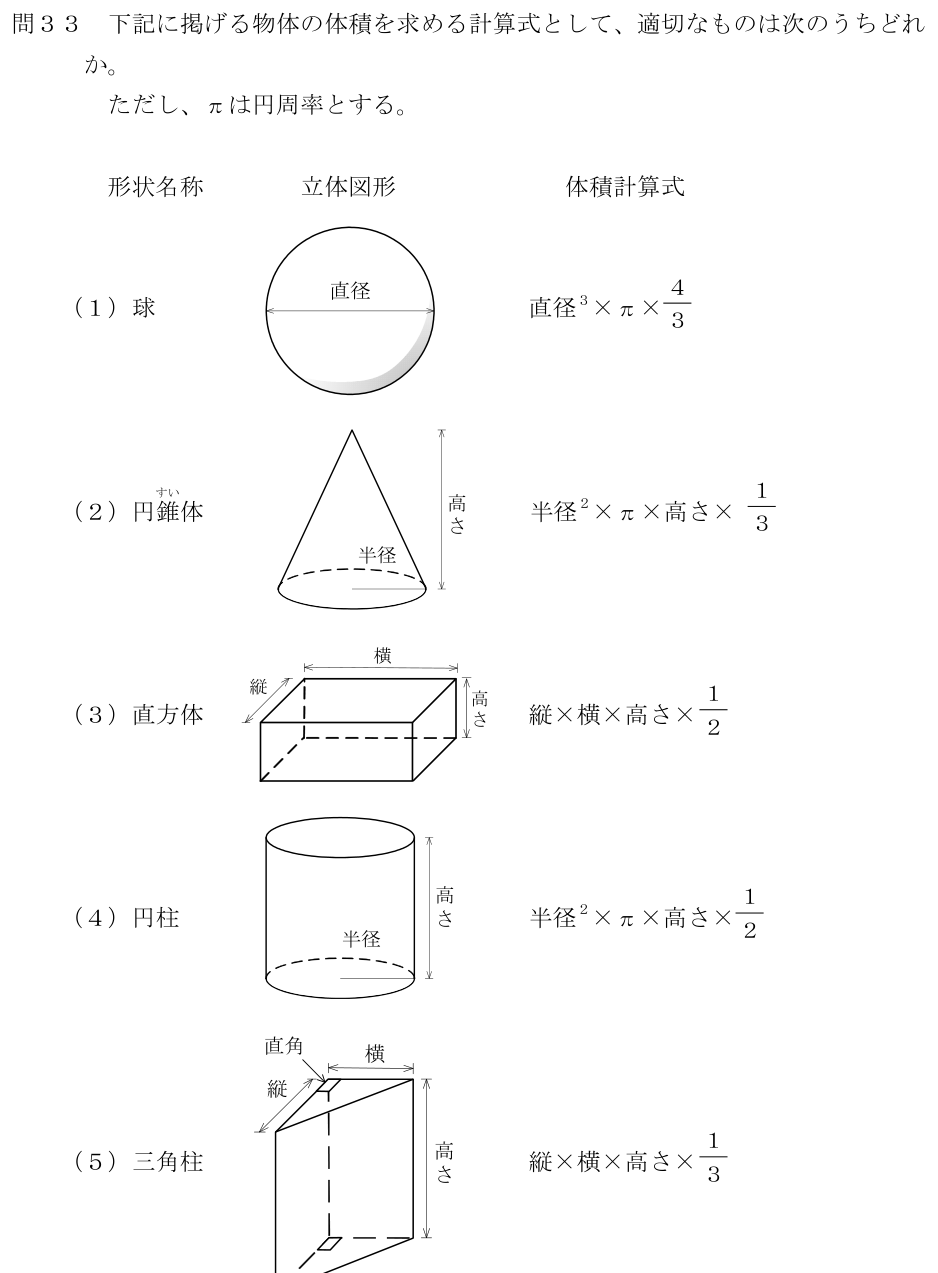 問３３　下記に掲げる物体の体積を求める計算式として、適切なものは次のうちどれ
か。
ただし、πは円周率とする。
形状名称　立体図形　体積計算式
直径
（１）球　直径³×π×4/3
（２）円錐体　半径²×π×高さ×1/3
すい
高さ
半径
横
縦
高さ
（３）直方体　縦×横×高さ×1/2
高さ
半径
（４）円柱　半径²×π×高さ×1/2
直角
横
縦
高さ
（５）三角柱　縦×横×高さ×1/3